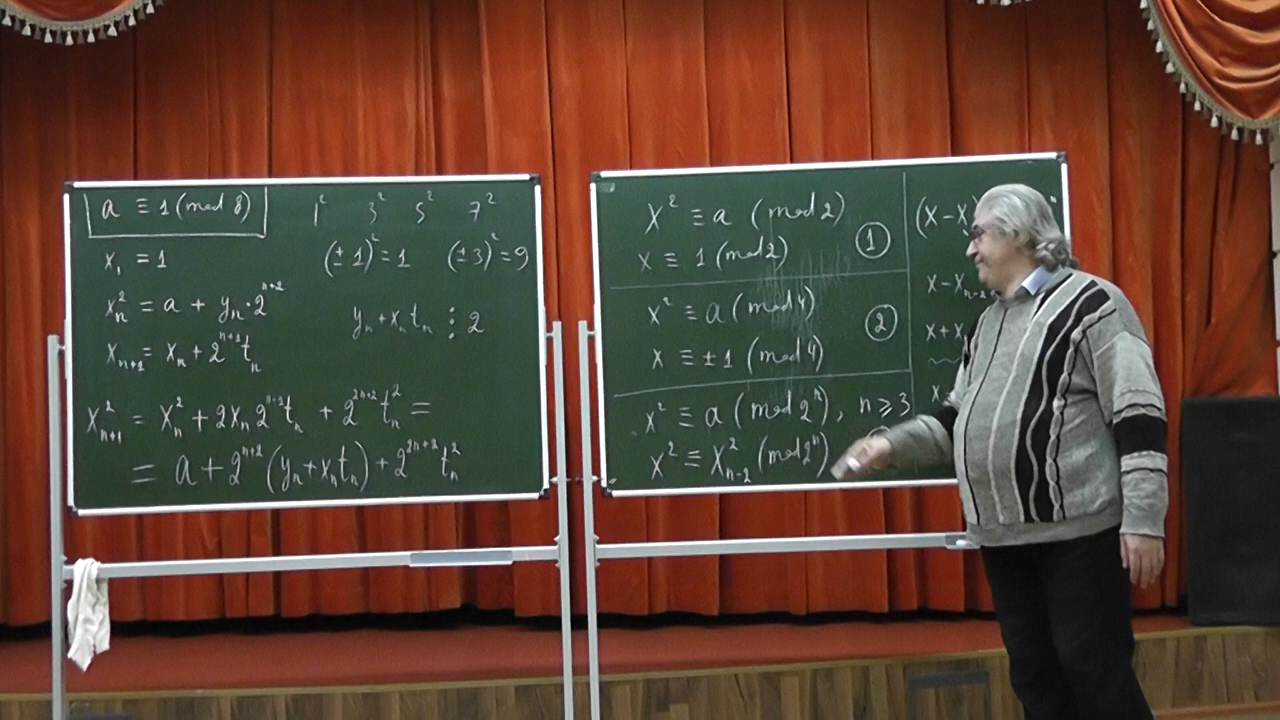 a ≡ 1 (mod 8)
1² 3² 5² 7²
x₁ = 1
(±1)² = 1 (±3)² = 9
xₙ² = a + yₙ·2ⁿ⁺²
yₙ + xₙtₙ ⋮ 2
xₙ₊₁ = xₙ + 2ⁿ⁺¹tₙ
xₙ₊₁² = xₙ² + 2xₙ2ⁿ⁺¹tₙ + 2²ⁿ⁺²tₙ² =
= a + 2ⁿ⁺²(yₙ + xₙtₙ) + 2²ⁿ⁺²tₙ²
x² ≡ a (mod 2)
x ≡ 1 (mod 2)
①
x² ≡ a (mod 4)
②
x ≡ ±1 (mod 4)
x² ≡ a (mod 2ⁿ), n ⩾ 3
x² ≡ xₙ₋₂² (mod 2ⁿ)
(x - x
x - xₙ₋₂
x + x
x